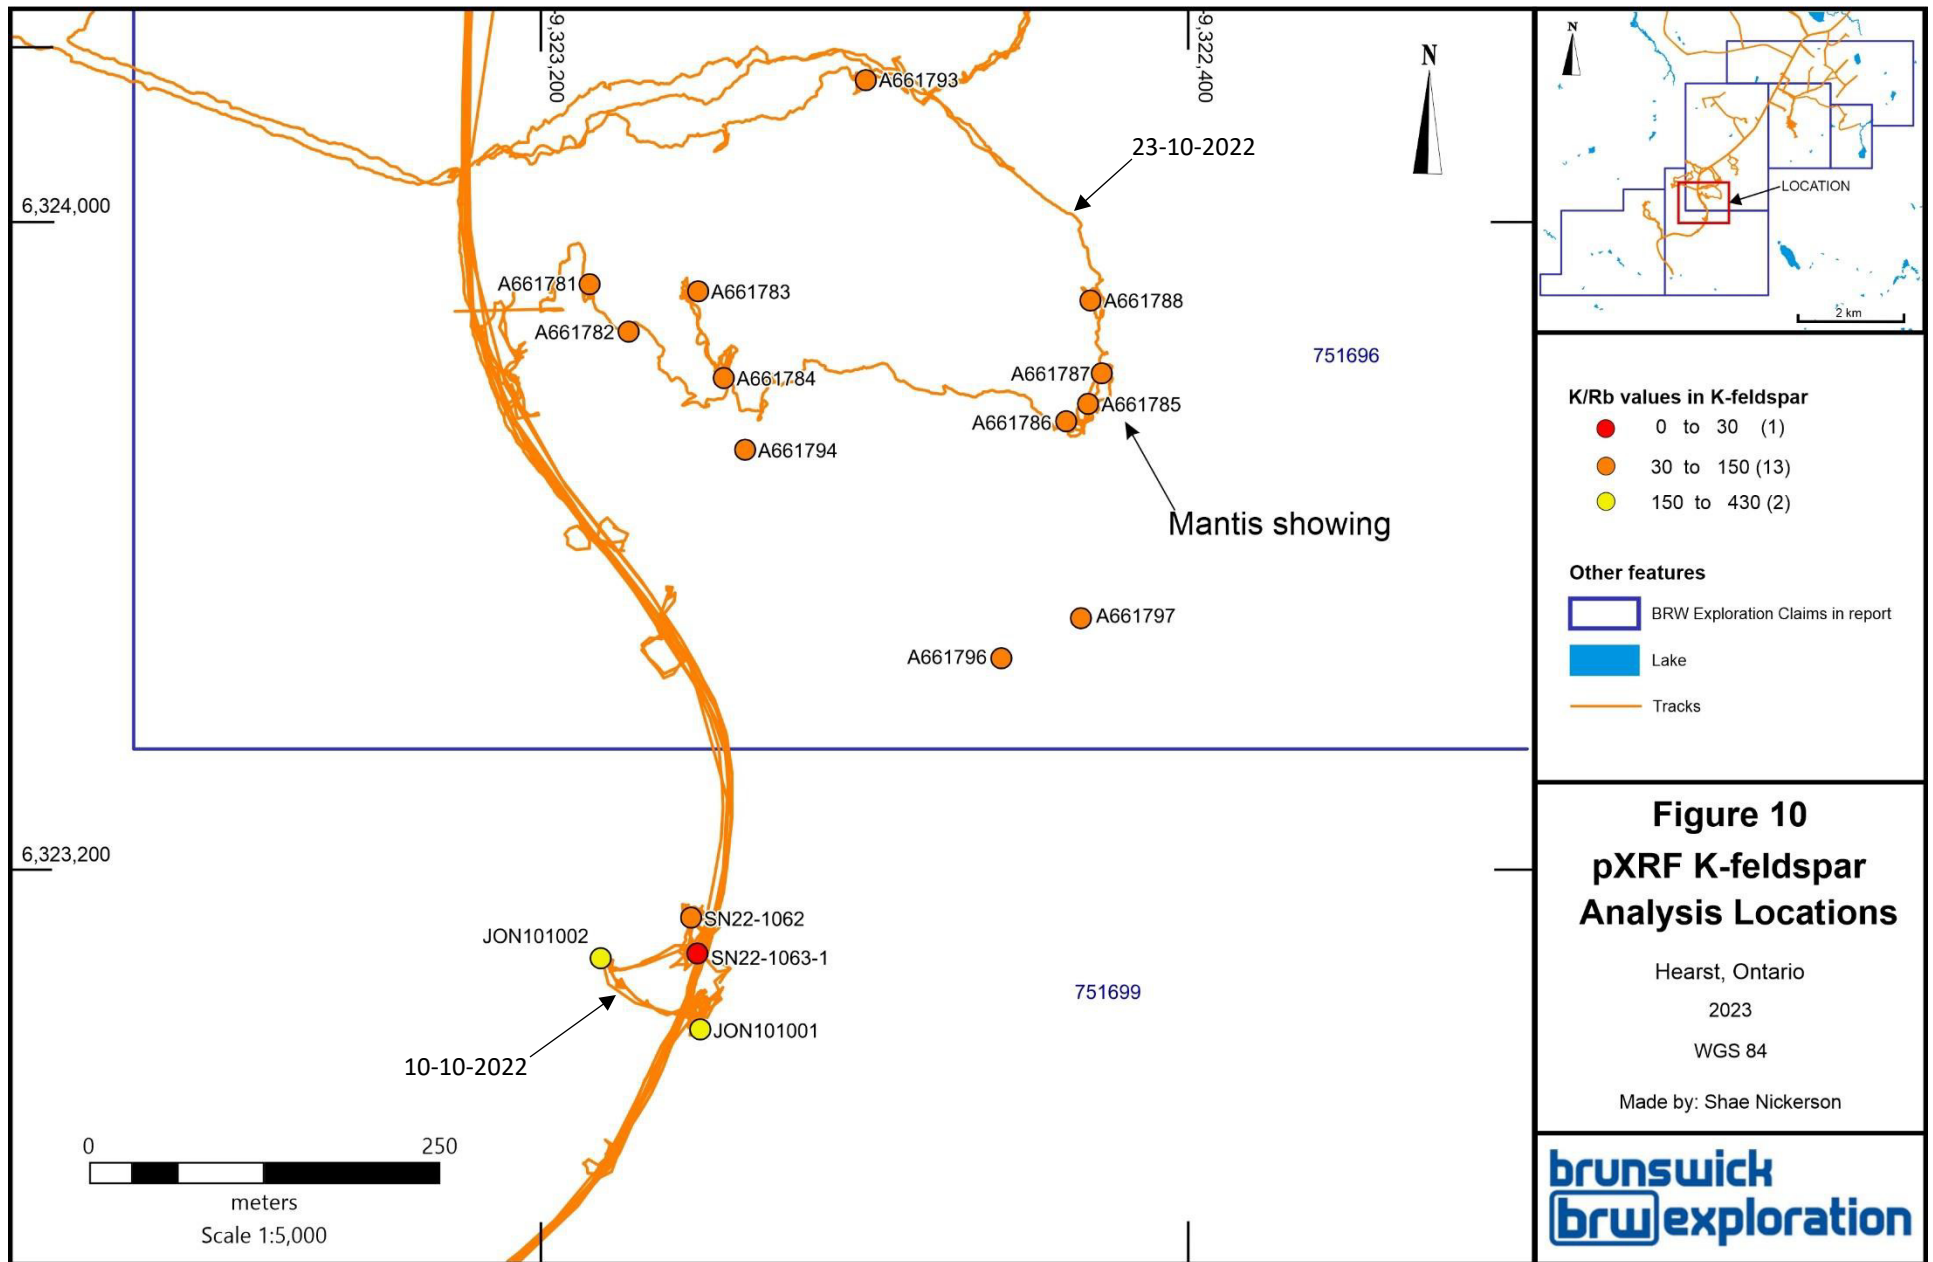 9,323,200
9,322,400
N
A661793
23-10-2022
6,324,000
A661781
A661783
A661788
A661782
751696
A661784
A661787
A661785
A661786
A661794
Mantis showing
A661797
A661796
6,323,200
SN22-1062
JON101002
SN22-1063-1
751699
JON101001
10-10-2022
0 250
meters
Scale 1:5,000
N
LOCATION
2 km
K/Rb values in K-feldspar
0 to 30 (1)
30 to 150 (13)
150 to 430 (2)
Other features
BRW Exploration Claims in report
Lake
Tracks
Figure 10
pXRF K-feldspar
Analysis Locations
Hearst, Ontario
2023
WGS 84
Made by: Shae Nickerson
brunswick
brw exploration